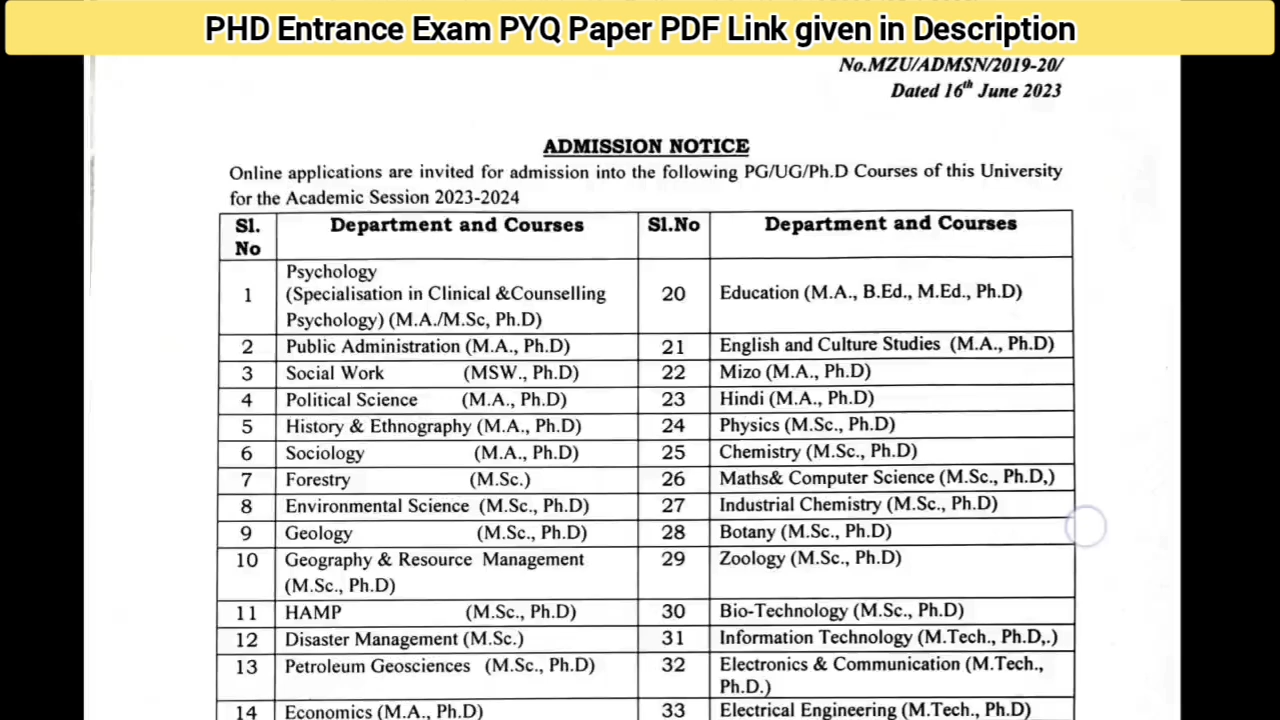 PHD Entrance Exam PYQ Paper PDF Link given in Description
No.MZU/ADMSN/2019-20/
Dated 16th June 2023
ADMISSION NOTICE
Online applications are invited for admission into the following PG/UG/Ph.D Courses of this University
for the Academic Session 2023-2024
Sl. No Department and Courses Sl.No Department and Courses
1 Psychology
(Specialisation in Clinical &Counselling
Psychology) (M.A./M.Sc, Ph.D)
20 Education (M.A., B.Ed., M.Ed., Ph.D)
2 Public Administration (M.A., Ph.D) 21 English and Culture Studies (M.A., Ph.D)
3 Social Work (MSW., Ph.D) 22 Mizo (M.A., Ph.D)
4 Political Science (M.A., Ph.D) 23 Hindi (M.A., Ph.D)
5 History & Ethnography (M.A., Ph.D) 24 Physics (M.Sc., Ph.D)
6 Sociology (M.A., Ph.D) 25 Chemistry (M.Sc., Ph.D)
7 Forestry (M.Sc.) 26 Maths& Computer Science (M.Sc., Ph.D,)
8 Environmental Science (M.Sc., Ph.D) 27 Industrial Chemistry (M.Sc., Ph.D)
9 Geology (M.Sc., Ph.D) 28 Botany (M.Sc., Ph.D)
10 Geography & Resource Management
(M.Sc., Ph.D)
29 Zoology (M.Sc., Ph.D)
11 HAMP (M.Sc., Ph.D) 30 Bio-Technology (M.Sc., Ph.D)
12 Disaster Management (M.Sc.) 31 Information Technology (M.Tech., Ph.D,.)
13 Petroleum Geosciences (M.Sc., Ph.D) 32 Electronics & Communication (M.Tech.,
Ph.D.)
14 Economics (M.A., Ph.D) 33 Electrical Engineering (M.Tech., Ph.D)